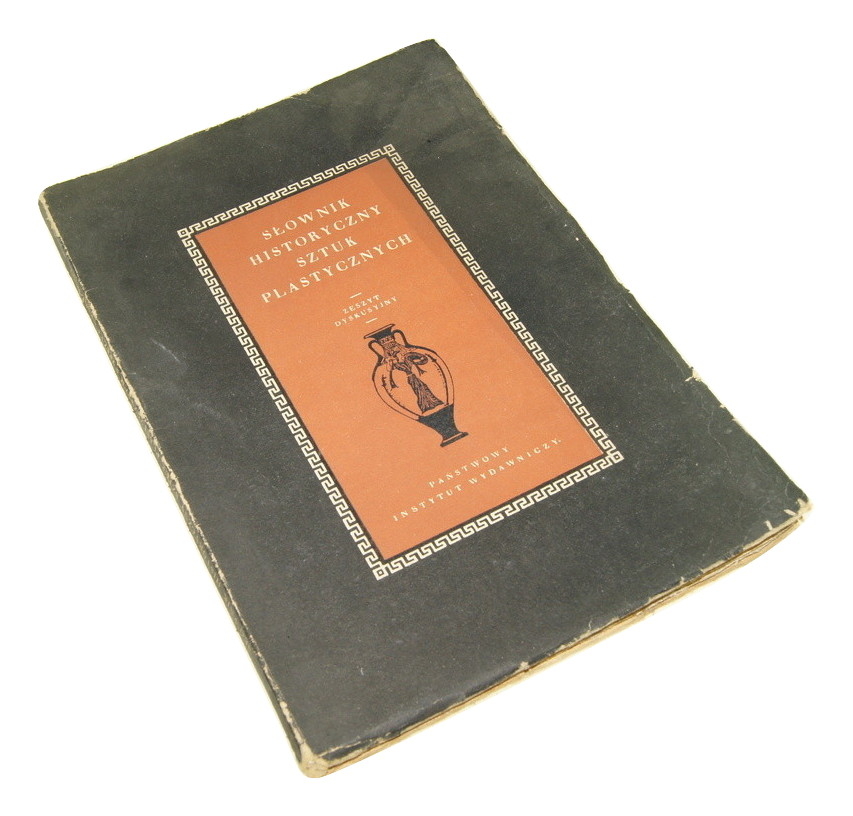 SŁOWNIK
HISTORYCZNY
SZTUK
PLASTYCZNYCH
ZESZYT
DYSKUSYJNY
PAŃSTWOWY
INSTYTUT WYDAWNICZY.